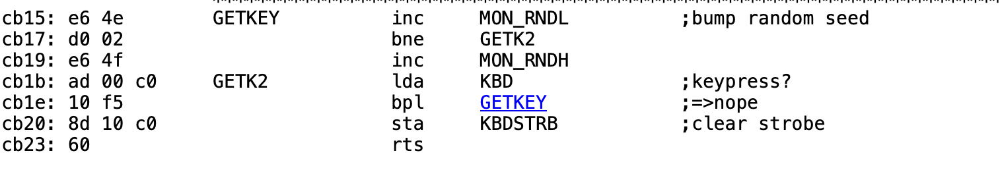 cb15: e6 4e GETKEY inc MON_RNDL ;bump random seed
cb17: d0 02 bne GETK2
cb19: e6 4f inc MON_RNDH
cb1b: ad 00 c0 GETK2 lda KBD ;keypress?
cb1e: 10 f5 bpl GETKEY ;=>nope
cb20: 8d 10 c0 sta KBDSTRB ;clear strobe
cb23: 60 rts